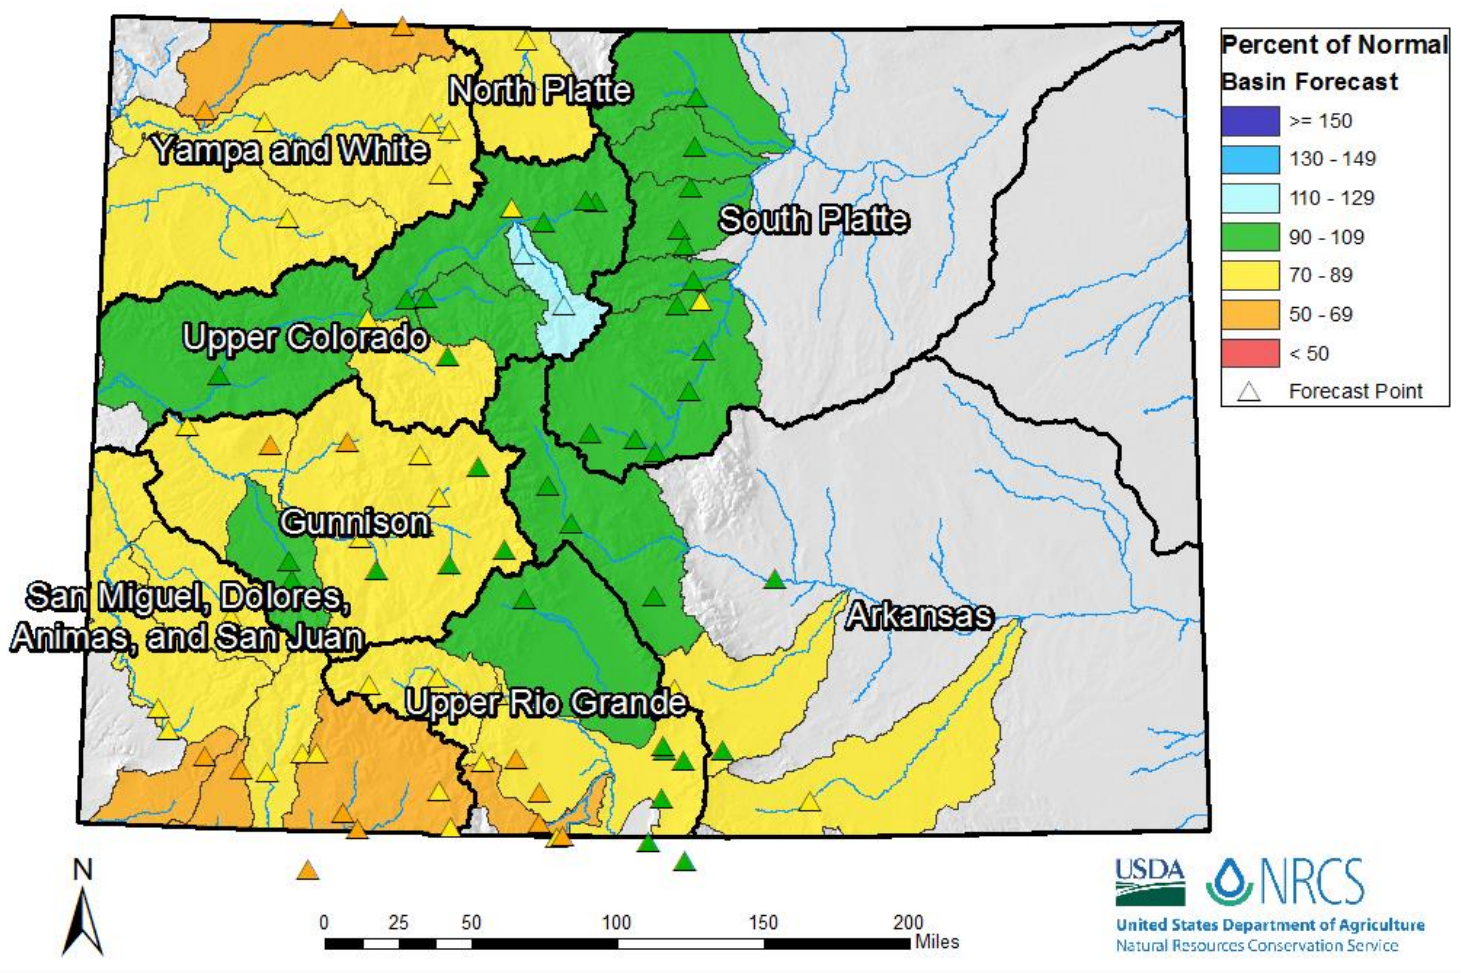 North Platte
Yampa and White
South Platte
Upper Colorado
Gunnison
San Miguel, Dolores,
Animas, and San Juan
Arkansas
Upper Rio Grande
Percent of Normal
Basin Forecast
>= 150
130 - 149
110 - 129
90 - 109
70 - 89
50 - 69
< 50
Forecast Point
N
0 25 50 100 150 200
Miles
USDA NRCS
United States Department of Agriculture
Natural Resources Conservation Service